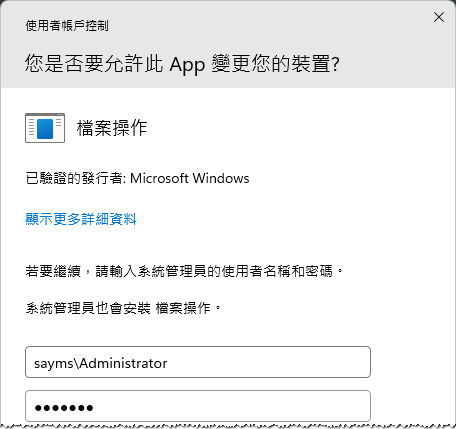 使用者帳戶控制
您是否要允許此 App 變更您的裝置?
檔案操作
已驗證的發行者: Microsoft Windows
顯示更多詳細資料
若要繼續，請輸入系統管理員的使用者名稱和密碼。
系統管理員也會安裝 檔案操作。
sayms\Administrator
●●●●●●●